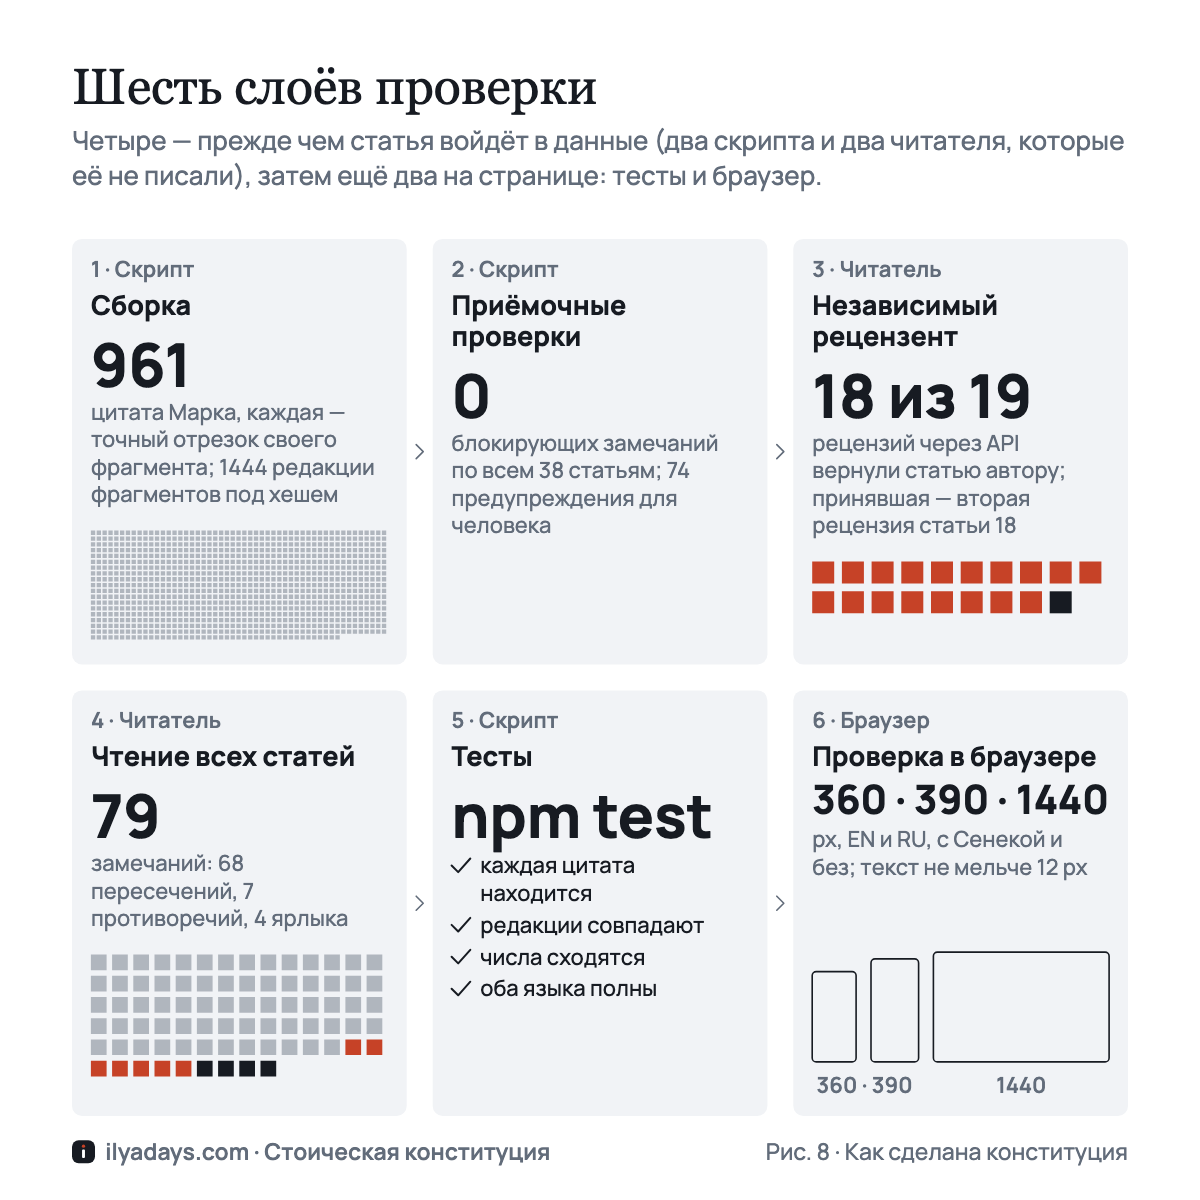 Шесть слоёв проверки
Четыре — прежде чем статья войдёт в данные (два скрипта и два читателя, которые
её не писали), затем ещё два на странице: тесты и браузер.
1 · Скрипт
Сборка
961
цитата Марка, каждая —
точный отрезок своего
фрагмента; 1444 редакции
фрагментов под хешем
2 · Скрипт
Приёмочные
проверки
0
блокирующих замечаний
по всем 38 статьям; 74
предупреждения для
человека
3 · Читатель
Независимый
рецензент
18 из 19
рецензий через API
вернули статью автору;
принявшая — вторая
рецензия статьи 18
4 · Читатель
Чтение всех статей
79
замечаний: 68
пересечений, 7
противоречий, 4 ярлыка
5 · Скрипт
Тесты
npm test
каждая цитата
находится
редакции совпадают
числа сходятся
оба языка полны
6 · Браузер
Проверка в браузере
360 · 390 · 1440
px, EN и RU, с Сенекой и
без; текст не мельче 12 px
360 · 390
1440
ilyadays.com · Стоическая конституция
Рис. 8 · Как сделана конституция